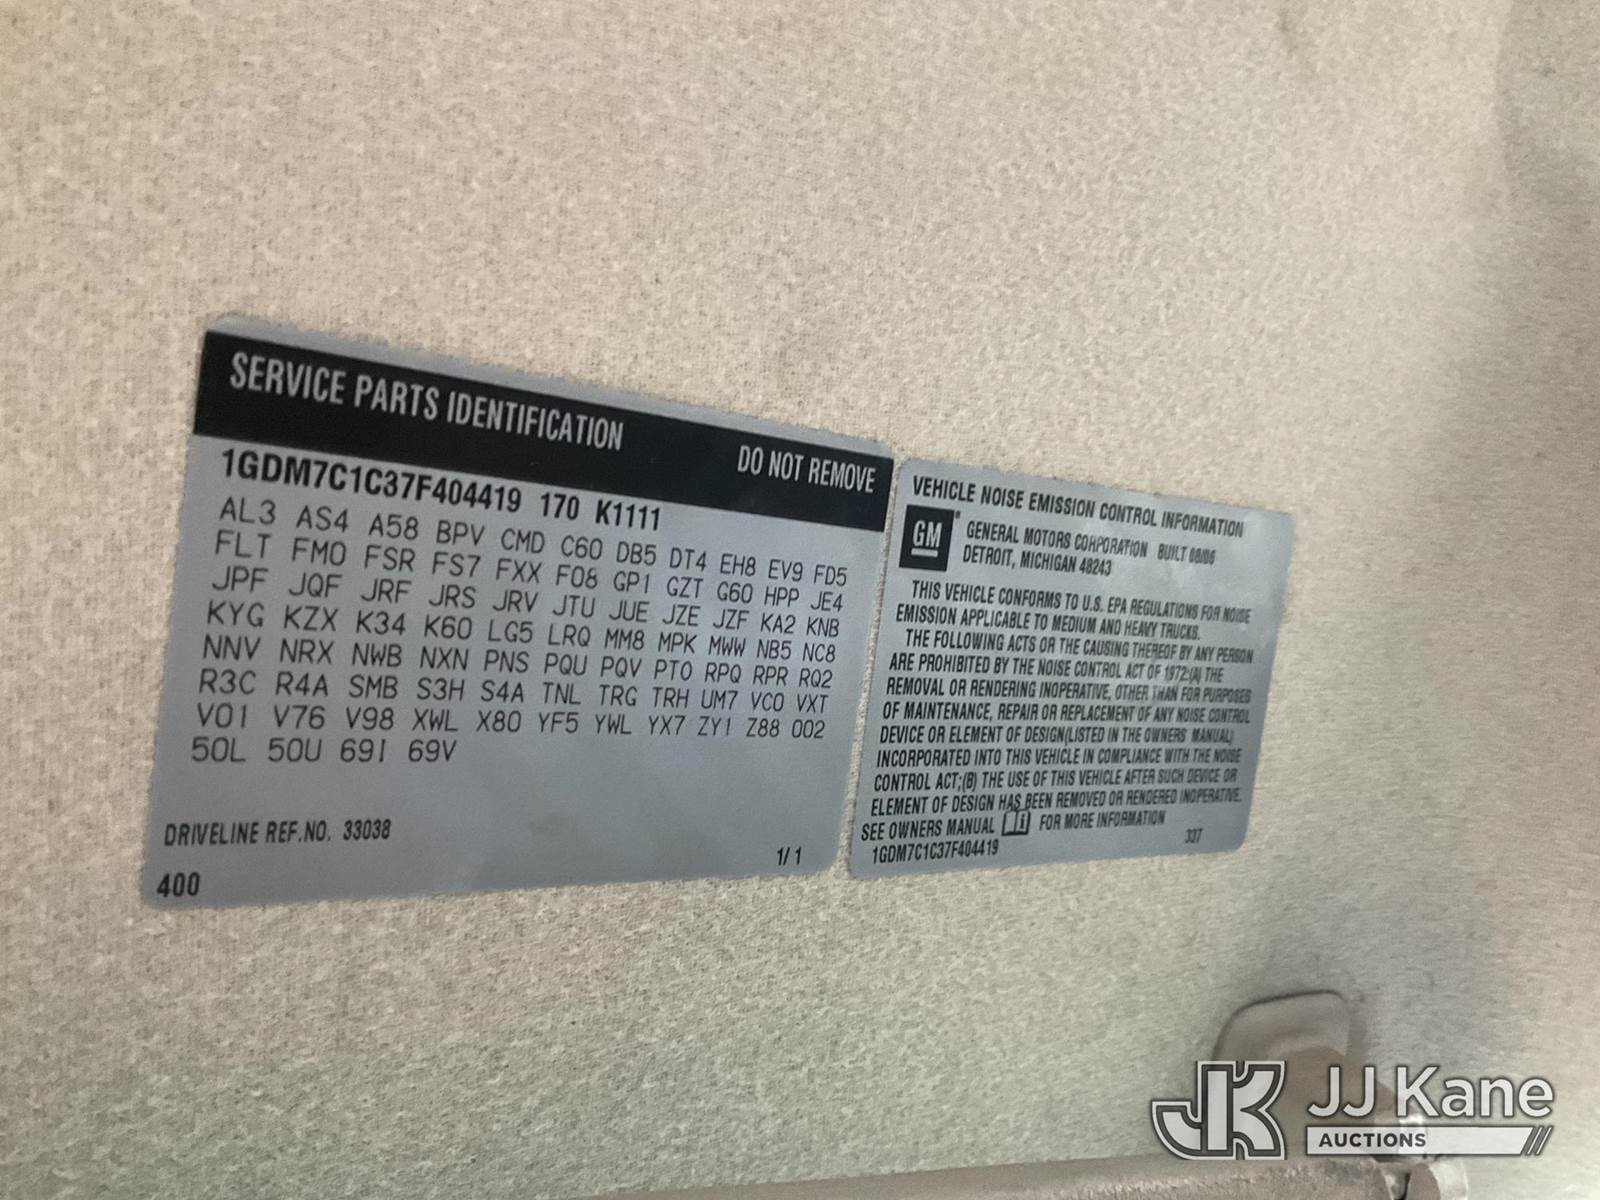 SERVICE PARTS IDENTIFICATION DO NOT REMOVE
1GDM7C1C37F404419 170 K1111
AL3 AS4 A58 BPV CMD C60 DB5 DT4 EH8 EV9 FD5
FLT FM0 FSR FS7 FXX F08 GP1 GZT G60 HPP JE4
JPF JQF JRF JRS JRV JTU JUE JZE JZF KA2 KNB
KYG KZX K34 K60 LG5 LRQ MM8 MPK MWW NB5 NC8
NNV NRX NWB NXN PNS PQU PQV PTO RPQ RPR RQ2
R3C R4A SMB S3H S4A TNL TRG TRH UM7 VC0 VXT
V01 V76 V98 XWL X80 YF5 YWL YX7 ZY1 Z88 002
50L 50U 69I 69V
DRIVELINE REF.NO. 33038
1/1
400
VEHICLE NOISE EMISSION CONTROL INFORMATION
GM GENERAL MOTORS CORPORATION BUILT 08/06
DETROIT, MICHIGAN 48243
THIS VEHICLE CONFORMS TO U.S. EPA REGULATIONS FOR NOISE
EMISSION APPLICABLE TO MEDIUM AND HEAVY TRUCKS.
THE FOLLOWING ACTS OR THE CAUSING THEREOF BY ANY PERSON
ARE PROHIBITED BY THE NOISE CONTROL ACT OF 1972:(A) THE
REMOVAL OR RENDERING INOPERATIVE, OTHER THAN FOR PURPOSES
OF MAINTENANCE, REPAIR OR REPLACEMENT OF ANY NOISE CONTROL
DEVICE OR ELEMENT OF DESIGN(LISTED IN THE OWNERS MANUAL)
INCORPORATED INTO THIS VEHICLE IN COMPLIANCE WITH THE NOISE
CONTROL ACT;(B) THE USE OF THIS VEHICLE AFTER SUCH DEVICE OR
ELEMENT OF DESIGN HAS BEEN REMOVED OR RENDERED INOPERATIVE.
SEE OWNERS MANUAL FOR MORE INFORMATION
1GDM7C1C37F404419 337
JK JJ Kane
AUCTIONS